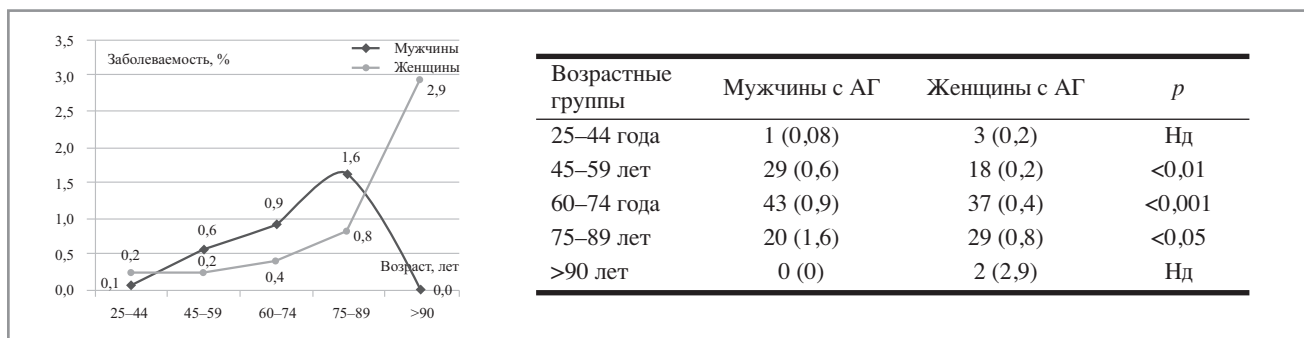 3,5
3,0
2,5
2,0
1,5
1,0
0,5
0,0
Заболеваемость, %
Мужчины
Женщины
2,9
1,6
0,9
0,8
0,6
0,2
0,2
0,4
0,1
0,0
Возраст, лет
25–44 45–59 60–74 75–89 >90
Возрастные
группы Мужчины с АГ Женщины с АГ p
25–44 года 1 (0,08) 3 (0,2) Нд
45–59 лет 29 (0,6) 18 (0,2) <0,01
60–74 года 43 (0,9) 37 (0,4) <0,001
75–89 лет 20 (1,6) 29 (0,8) <0,05
>90 лет 0 (0) 2 (2,9) Нд